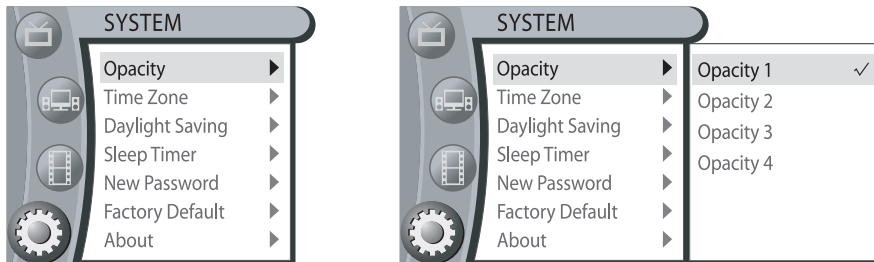 SYSTEM
Opacity
Time Zone
Daylight Saving
Sleep Timer
New Password
Factory Default
About
SYSTEM
Opacity
Time Zone
Daylight Saving
Sleep Timer
New Password
Factory Default
About
Opacity 1 ✓
Opacity 2
Opacity 3
Opacity 4